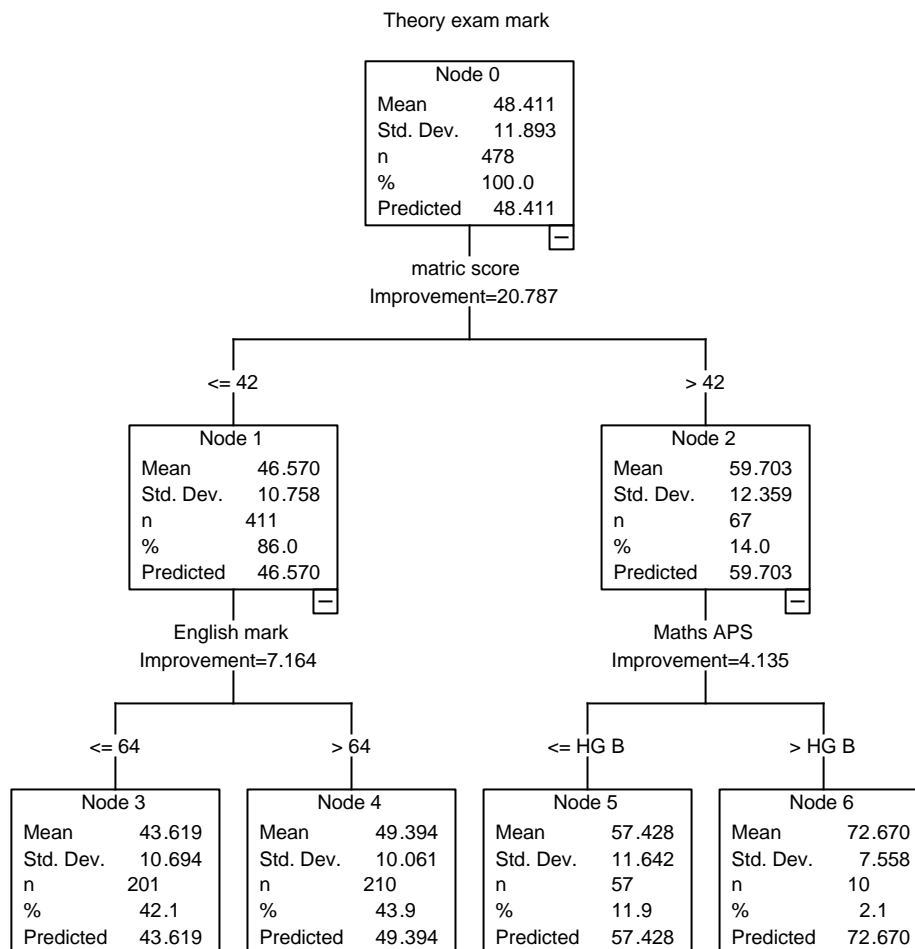 Theory exam mark
Node 0
Mean 48.411
Std. Dev. 11.893
n 478
% 100.0
Predicted 48.411
matric score
Improvement=20.787
<= 42
> 42
Node 1
Mean 46.570
Std. Dev. 10.758
n 411
% 86.0
Predicted 46.570
Node 2
Mean 59.703
Std. Dev. 12.359
n 67
% 14.0
Predicted 59.703
English mark
Improvement=7.164
Maths APS
Improvement=4.135
<= 64
> 64
<= HG B
> HG B
Node 3
Mean 43.619
Std. Dev. 10.694
n 201
% 42.1
Predicted 43.619
Node 4
Mean 49.394
Std. Dev. 10.061
n 210
% 43.9
Predicted 49.394
Node 5
Mean 57.428
Std. Dev. 11.642
n 57
% 11.9
Predicted 57.428
Node 6
Mean 72.670
Std. Dev. 7.558
n 10
% 2.1
Predicted 72.670